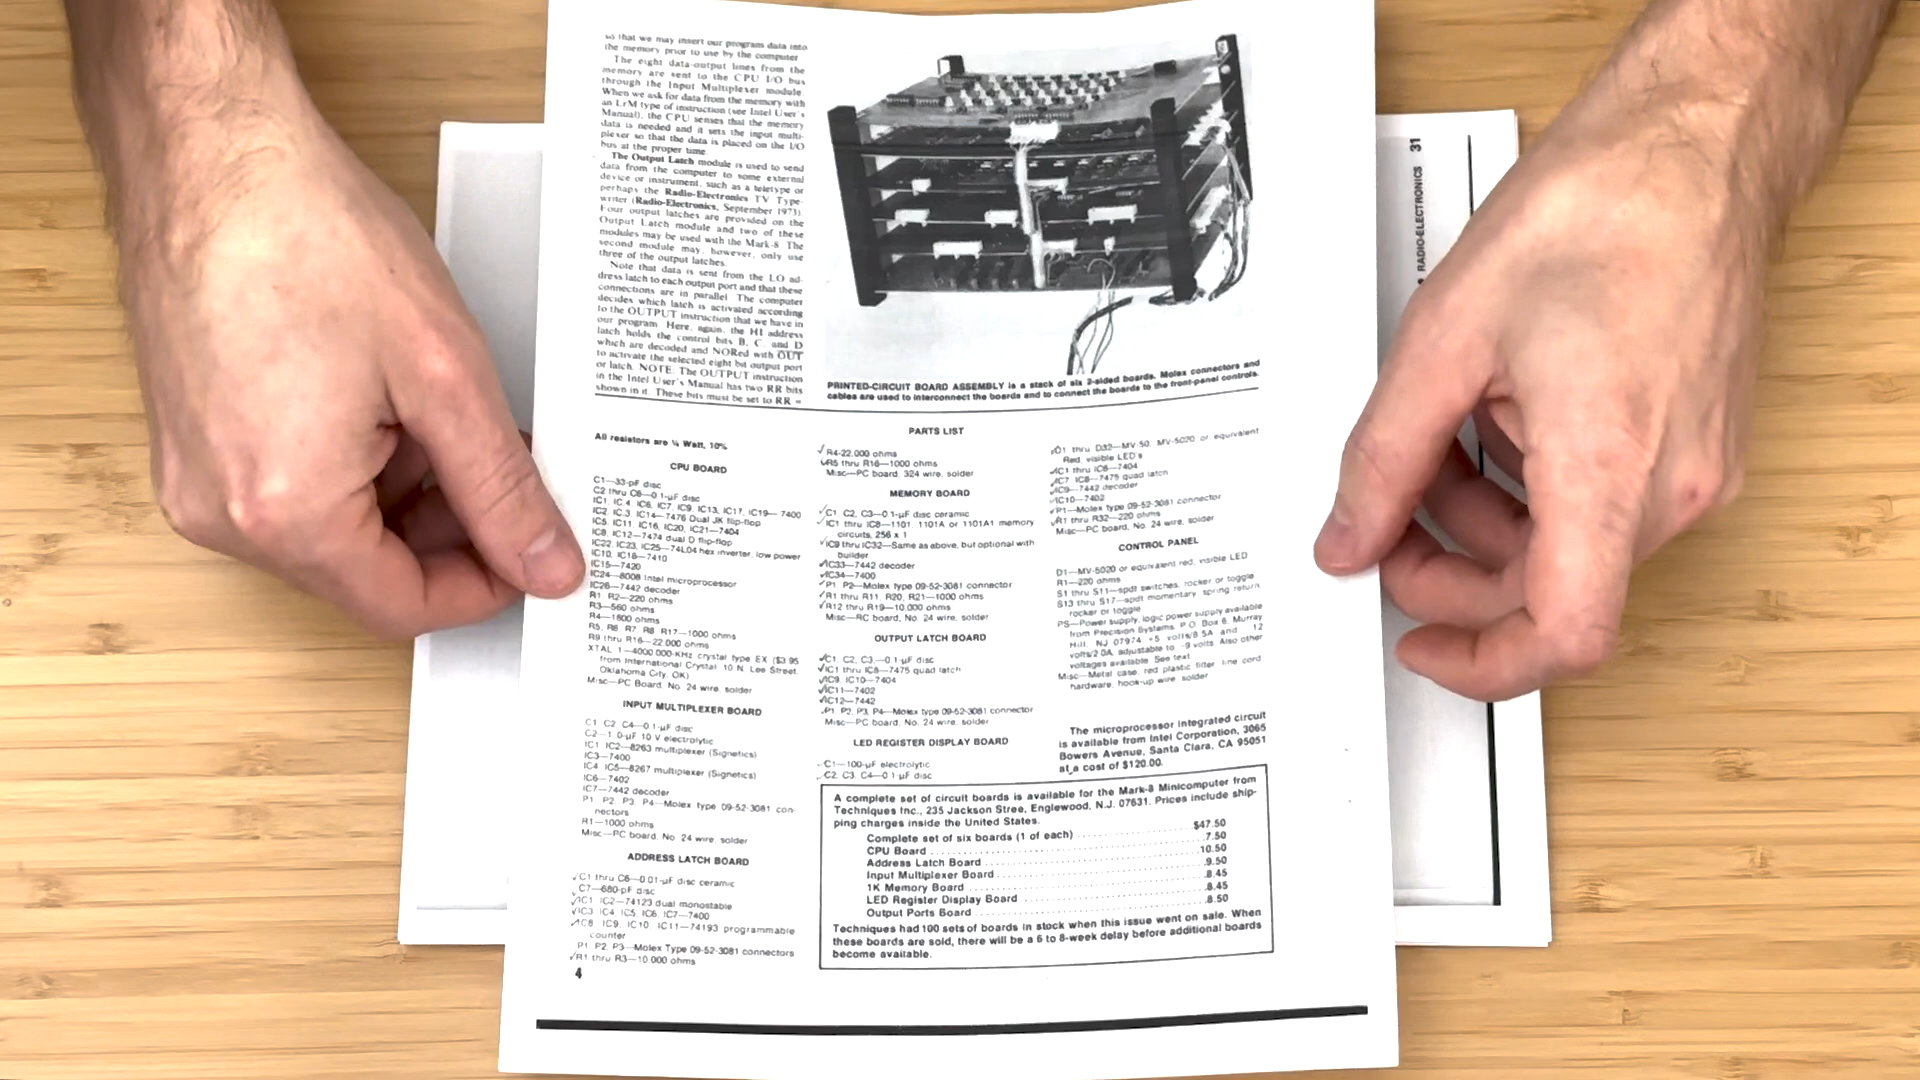 so that we may insert our program data into
the memory prior to use by the computer
The eight data-output lines from the
memory are sent to the CPU I/O bus
through the Input Multiplexer module.
When we ask for data from the memory with
an LrM type of instruction (see Intel User's
Manual), the CPU senses that the memory
data is needed and it sets the input multi-
plexer so that the data is placed on the I/O
bus at the proper time.
The Output Latch module is used to send
data from the computer to some external
device or instrument, such as a teletype or
perhaps the Radio-Electronics TV Type-
writer (Radio-Electronics, September 1973).
Four output latches are provided on the
Output Latch module and two of these
modules may be used with the Mark-8. The
second module may, however, only use
three of the output latches.
Note that data is sent from the LO ad-
dress latch to each output port and that these
connections are in parallel. The computer
decides which latch is activated according
to the OUTPUT instruction that we have in
our program. Here, again, the HI address
latch holds the control bits B, C, and D
which are decoded and NORed with OUT
to activate the selected eight bit output port
or latch. NOTE: The OUTPUT instruction
in the Intel User's Manual has two RR bits
shown in it. These bits must be set to RR =
PRINTED-CIRCUIT BOARD ASSEMBLY is a stack of six 2-sided boards. Molex connectors and
cables are used to interconnect the boards and to connect the boards to the front-panel controls.
PARTS LIST
All resistors are ¼ Watt, 10%
CPU BOARD
C1—33-pF disc
C2 thru C6—0.1-µF disc
IC1, IC4, IC6, IC7, IC9, IC13, IC17, IC19—7400
IC2, IC3, IC14—7476 Dual JK flip-flop
IC5, IC11, IC16, IC20, IC21—7404
IC8, IC12—7474 dual D flip-flop
IC22, IC23, IC25—74L04 hex inverter, low power
IC10, IC18—7410
IC15—7420
IC24—8008 Intel microprocessor
IC26—7442 decoder
R1 R2—220 ohms
R3—560 ohms
R4—1800 ohms
R5, R6 R7 R8 R17—1000 ohms
R9 thru R16—22,000 ohms
XTAL 1—4000.000-KHz crystal type EX ($3.95
from International Crystal 10 N. Lee Street
Oklahoma City, OK)
Misc—PC Board, No. 24 wire, solder
INPUT MULTIPLEXER BOARD
C1 C2 C4—0.1-µF disc
C2—1.0-µF 10 V electrolytic
IC1 IC2—8263 multiplexer (Signetics)
IC3—7400
IC4 IC5—8267 multiplexer (Signetics)
IC6—7402
IC7—7442 decoder
P1 P2 P3, P4—Molex type 09-52-3081 con-
nectors
R1—1000 ohms
Misc—PC board, No. 24 wire, solder
ADDRESS LATCH BOARD
C1 thru C6—0.01-µF disc ceramic
C7—680-pF disc
IC1 IC2—74123 dual monostable
IC3 IC4, IC5, IC6, IC7—7400
IC8 IC9, IC10, IC11—74193 programmable
counter
P1 P2, P3—Molex Type 09-52-3081 connectors
R1 thru R3—10,000 ohms
4
R4-22,000 ohms
R5 thru R16—1000 ohms
Misc—PC board, 324 wire, solder
MEMORY BOARD
C1 C2, C3—0.1-µF disc ceramic
IC1 thru IC8—1101, 1101A or 1101A1 memory
circuits, 256 x 1
IC9 thru IC32—Same as above, but optional with
builder
IC33—7442 decoder
IC34—7400
P1 P2—Molex type 09-52-3081 connector
R1 thru R11 R20, R21—1000 ohms
R12 thru R19—10,000 ohms
Misc—RC board, No. 24 wire, solder
OUTPUT LATCH BOARD
C1, C2, C3,—0.1-µF disc
IC1 thru IC8—7475 quad latch
IC9, IC10—7404
IC11—7402
IC12—7442
P1 P2, P3, P4—Molex type 09-52-3081 connector
Misc—PC board, No. 24 wire, solder
LED REGISTER DISPLAY BOARD
C1—100-µF electrolytic
C2, C3, C4—0.1-µF disc
D1 thru D32—MV-50, MV-5020 or equivalent
Red, visible LED's
IC1 thru IC6—7404
IC7 IC8—7475 quad latch
IC9—7442 decoder
IC10—7402
P1—Molex type 09-52-3081 connector
R1 thru R32—220 ohms
Misc—PC board, No. 24 wire, solder
CONTROL PANEL
D1—MV-5020 or equivalent red, visible LED
R1—220 ohms
S1 thru S11—spdt switches, rocker or toggle
S13 thru S17—spdt momentary spring return
rocker or toggle
PS—Power supply, logic power supply available
from Precision Systems, P.O. Box 6, Murray
Hill, NJ 07974 +5 volts/8.5A and 12
volts/2.0A, adjustable to -9 volts Also other
voltages available. See text
Misc—Metal case, red plastic filter line cord
hardware, hook-up wire solder
The microprocessor integrated circuit
is available from Intel Corporation, 3065
Bowers Avenue, Santa Clara, CA 95051
at a cost of $120.00.
A complete set of circuit boards is available for the Mark-8 Minicomputer from
Techniques Inc., 235 Jackson Stree, Englewood, N.J. 07631. Prices include ship-
ping charges inside the United States.
Complete set of six boards (1 of each) $47.50
CPU Board 7.50
Address Latch Board 10.50
Input Multiplexer Board 9.50
1K Memory Board 8.45
LED Register Display Board 8.45
Output Ports Board 8.50
Techniques had 100 sets of boards in stock when this issue went on sale. When
these boards are sold, there will be a 6 to 8-week delay before additional boards
become available.
RADIO-ELECTRONICS 31